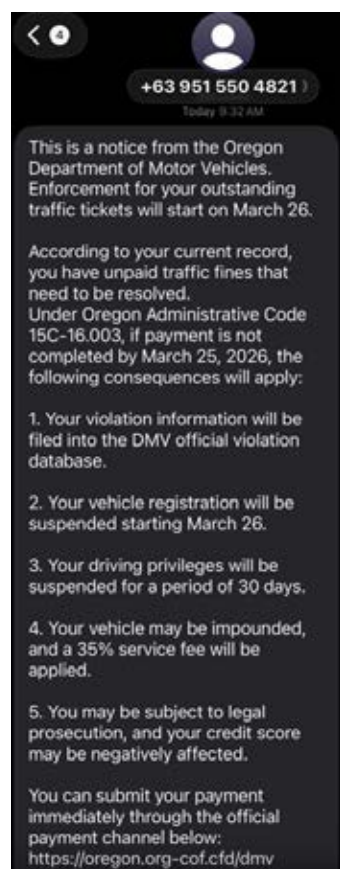 4
+63 951 550 4821
Today 9:32 AM
This is a notice from the Oregon
Department of Motor Vehicles.
Enforcement for your outstanding
traffic tickets will start on March 26.
According to your current record,
you have unpaid traffic fines that
need to be resolved.
Under Oregon Administrative Code
15C-16.003, if payment is not
completed by March 25, 2026, the
following consequences will apply:
1. Your violation information will be
filed into the DMV official violation
database.
2. Your vehicle registration will be
suspended starting March 26.
3. Your driving privileges will be
suspended for a period of 30 days.
4. Your vehicle may be impounded,
and a 35% service fee will be
applied.
5. You may be subject to legal
prosecution, and your credit score
may be negatively affected.
You can submit your payment
immediately through the official
payment channel below:
https://oregon.org-cof.cfd/dmv